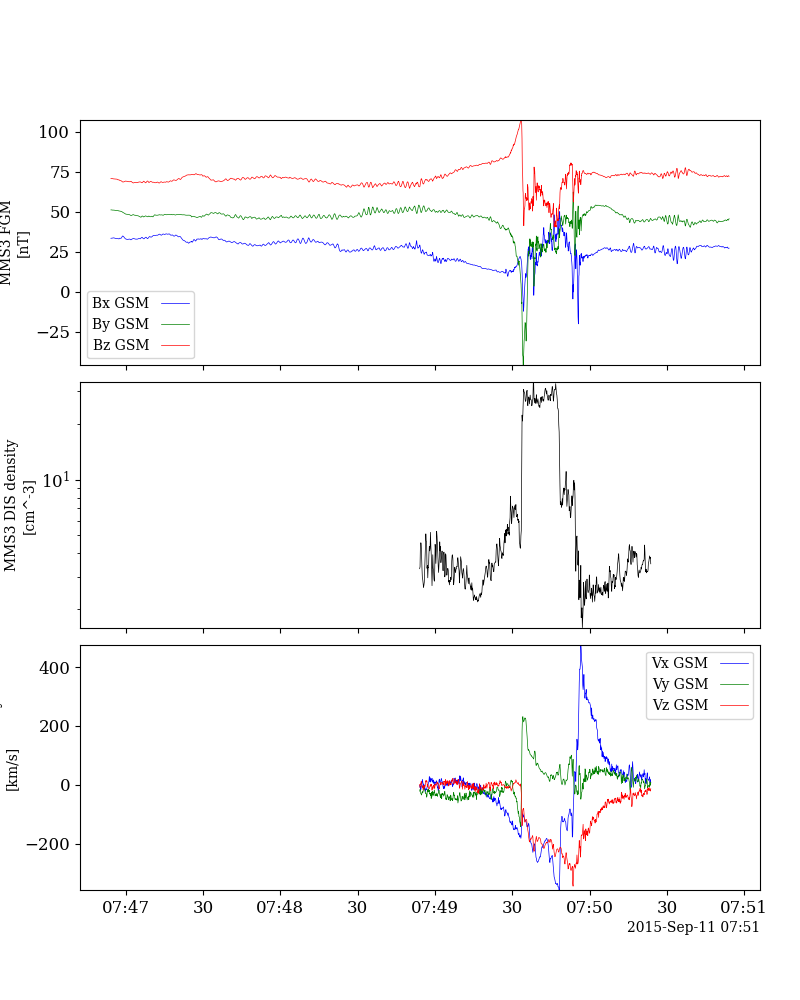 100
75
50
25
0
−25
MMS3 FGM
[nT]
Bx GSM
By GSM
Bz GSM
10^1
MMS3 DIS density
[cm^-3]
400
200
0
−200
[km/s]
Vx GSM
Vy GSM
Vz GSM
07:47 30 07:48 30 07:49 30 07:50 30 07:51
2015-Sep-11 07:51